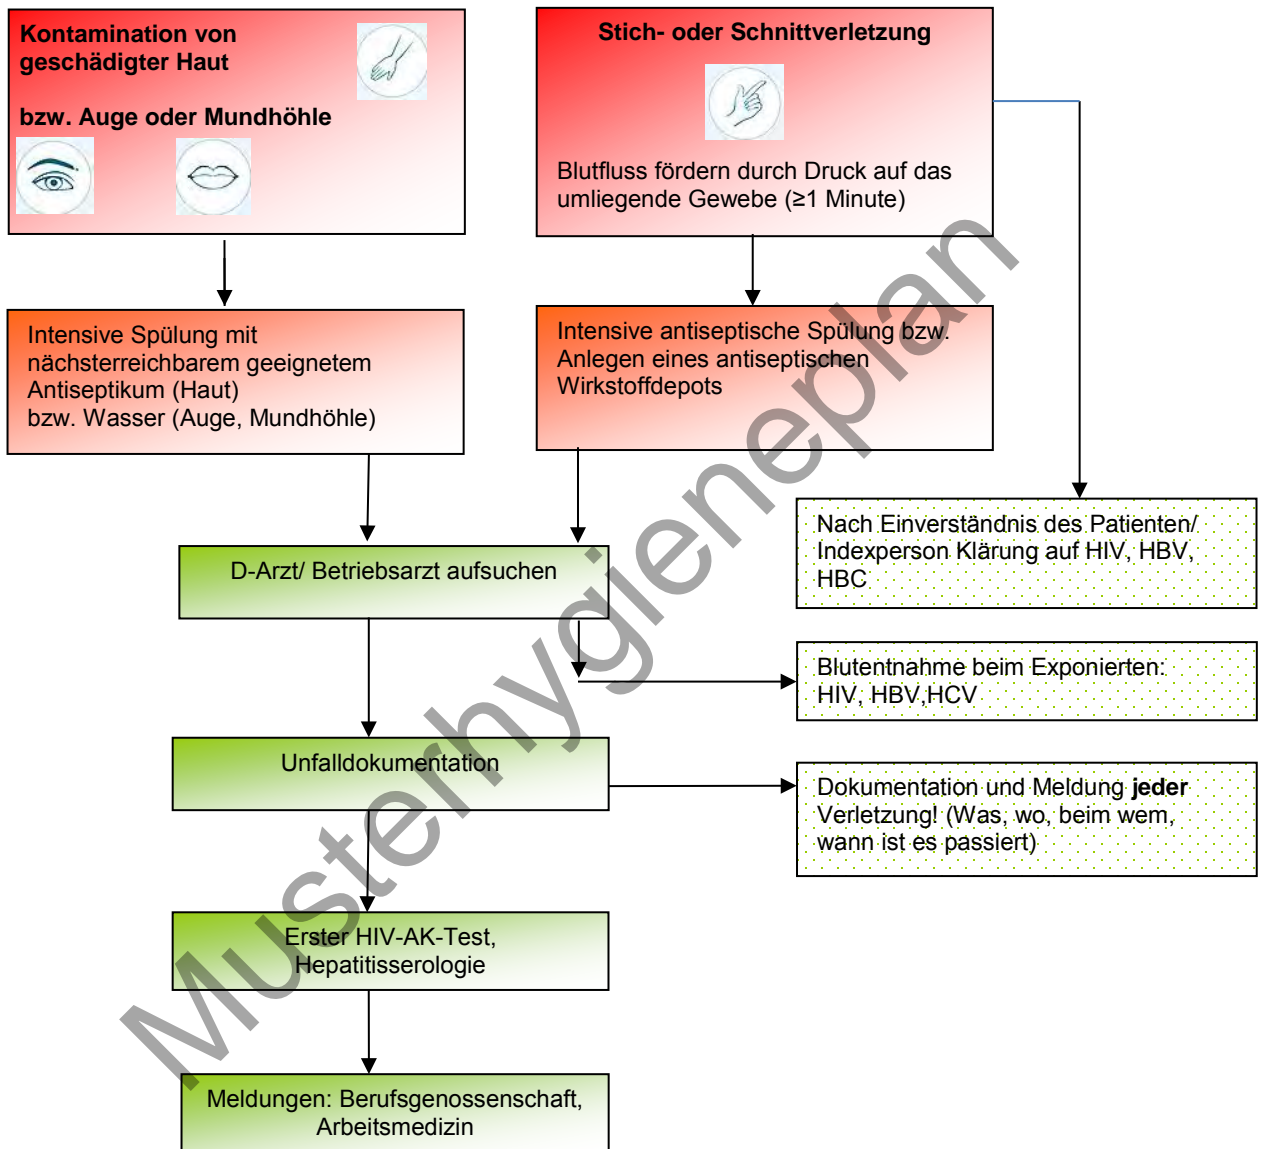 Kontamination von
geschädigter Haut
bzw. Auge oder Mundhöhle
Stich- oder Schnittverletzung
Blutfluss fördern durch Druck auf das
umliegende Gewebe (≥1 Minute)
Intensive Spülung mit
nächsterreichbarem geeignetem
Antiseptikum (Haut)
bzw. Wasser (Auge, Mundhöhle)
Intensive antiseptische Spülung bzw.
Anlegen eines antiseptischen
Wirkstoffdepots
Nach Einverständnis des Patienten/
Indexperson Klärung auf HIV, HBV,
HBC
D-Arzt/ Betriebsarzt aufsuchen
Blutentnahme beim Exponierten:
HIV, HBV,HCV
Unfalldokumentation
Dokumentation und Meldung jeder
Verletzung! (Was, wo, beim wem,
wann ist es passiert)
Erster HIV-AK-Test,
Hepatitisserologie
Meldungen: Berufsgenossenschaft,
Arbeitsmedizin
Musterhygieneplan